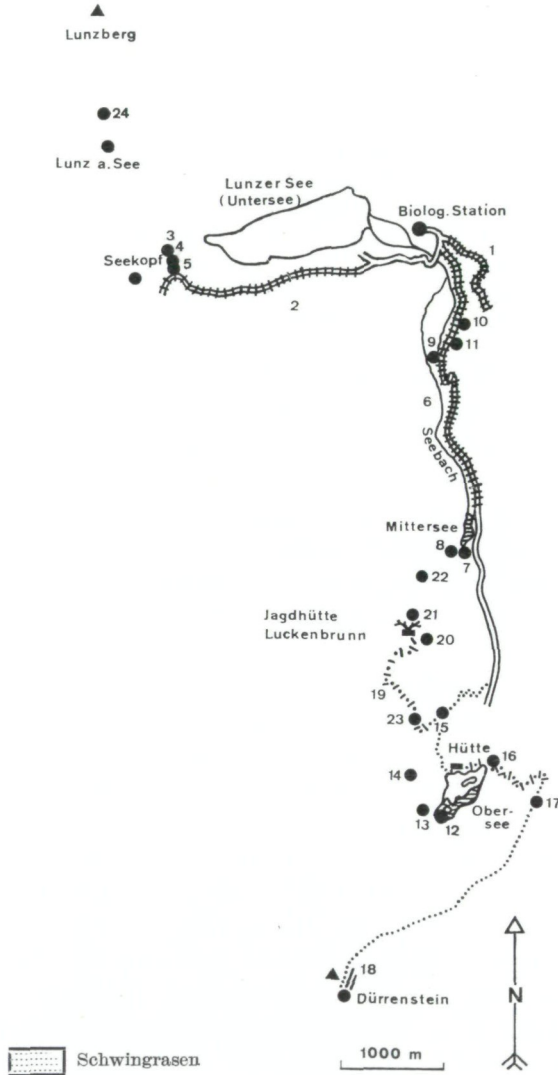 Lunzberg
24
Lunz a. See
Lunzer See
(Untersee)
Biolog. Station
3
4
5
Seekopf
1
2
10
11
9
6
Seebach
Mittersee
8
7
22
21
Jagdhütte
Luckenbrunn
20
19
23
15
Hütte
16
14
17
Ober-
see
13
12
18
Dürrenstein
N
1000 m
Schwingrasen